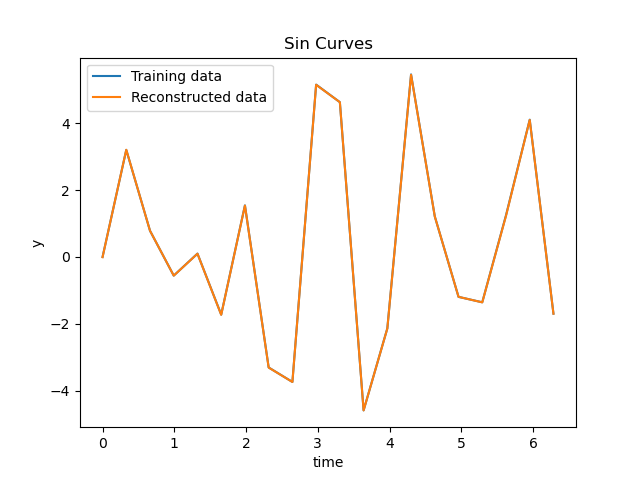 Sin Curves
Training data
Reconstructed data
4
2
0
−2
−4
y
0 1 2 3 4 5 6
time